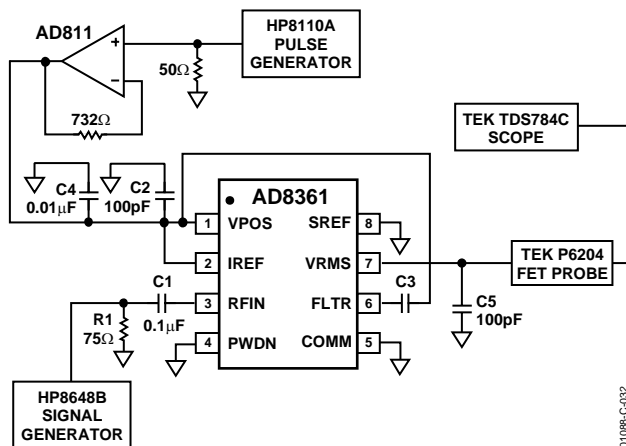 AD811
HP8110A
PULSE
GENERATOR
+
–
50Ω
732Ω
TEK TDS784C
SCOPE
C4
0.01µF
C2
100pF
AD8361
1 VPOS
SREF 8
2 IREF
VRMS 7
TEK P6204
FET PROBE
C1
0.1µF
3 RFIN
FLTR 6
C3
C5
100pF
R1
75Ω
4 PWDN
COMM 5
HP8648B
SIGNAL
GENERATOR
01088-C-032